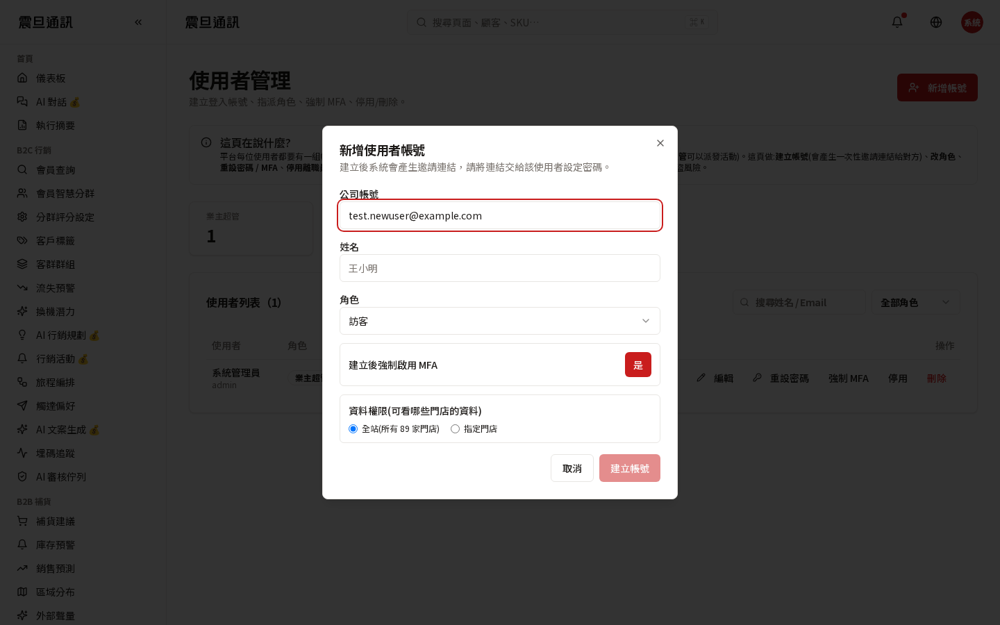 震旦通訊
震旦通訊
搜尋頁面、顧客、SKU…
⌘ K
系統
首頁
儀表板
AI 對話 💰
執行摘要
B2C 行銷
會員查詢
會員智慧分群
分群評分設定
客戶標籤
客群群組
流失預警
換機潛力
AI 行銷規劃 💰
行銷活動 💰
旅程編排
觸達偏好
AI 文案生成 💰
埋碼追蹤
AI 審核佇列
B2B 補貨
補貨建議
庫存預警
銷售預測
區域分布
外部聲量
使用者管理
建立登入帳號、指派角色、強制 MFA、停用/刪除。
新增帳號
這頁在說什麼?
平台每位使用者都要有一組
管可以派發活動)。這頁做:建立帳號(會產生一次性邀請連結給對方)、改角色、
重設密碼 / MFA、停用離職
風險。
業主超管
1
使用者列表（1）
搜尋姓名 / Email
全部角色
使用者
角色
操作
系統管理員
admin
業主超
編輯
重設密碼
強制 MFA
停用
刪除
新增使用者帳號
建立後系統會產生邀請連結，請將連結交給該使用者設定密碼。
公司帳號
test.newuser@example.com
姓名
王小明
角色
訪客
建立後強制啟用 MFA
是
資料權限(可看哪些門店的資料)
全站(所有 89 家門店)
指定門店
取消
建立帳號